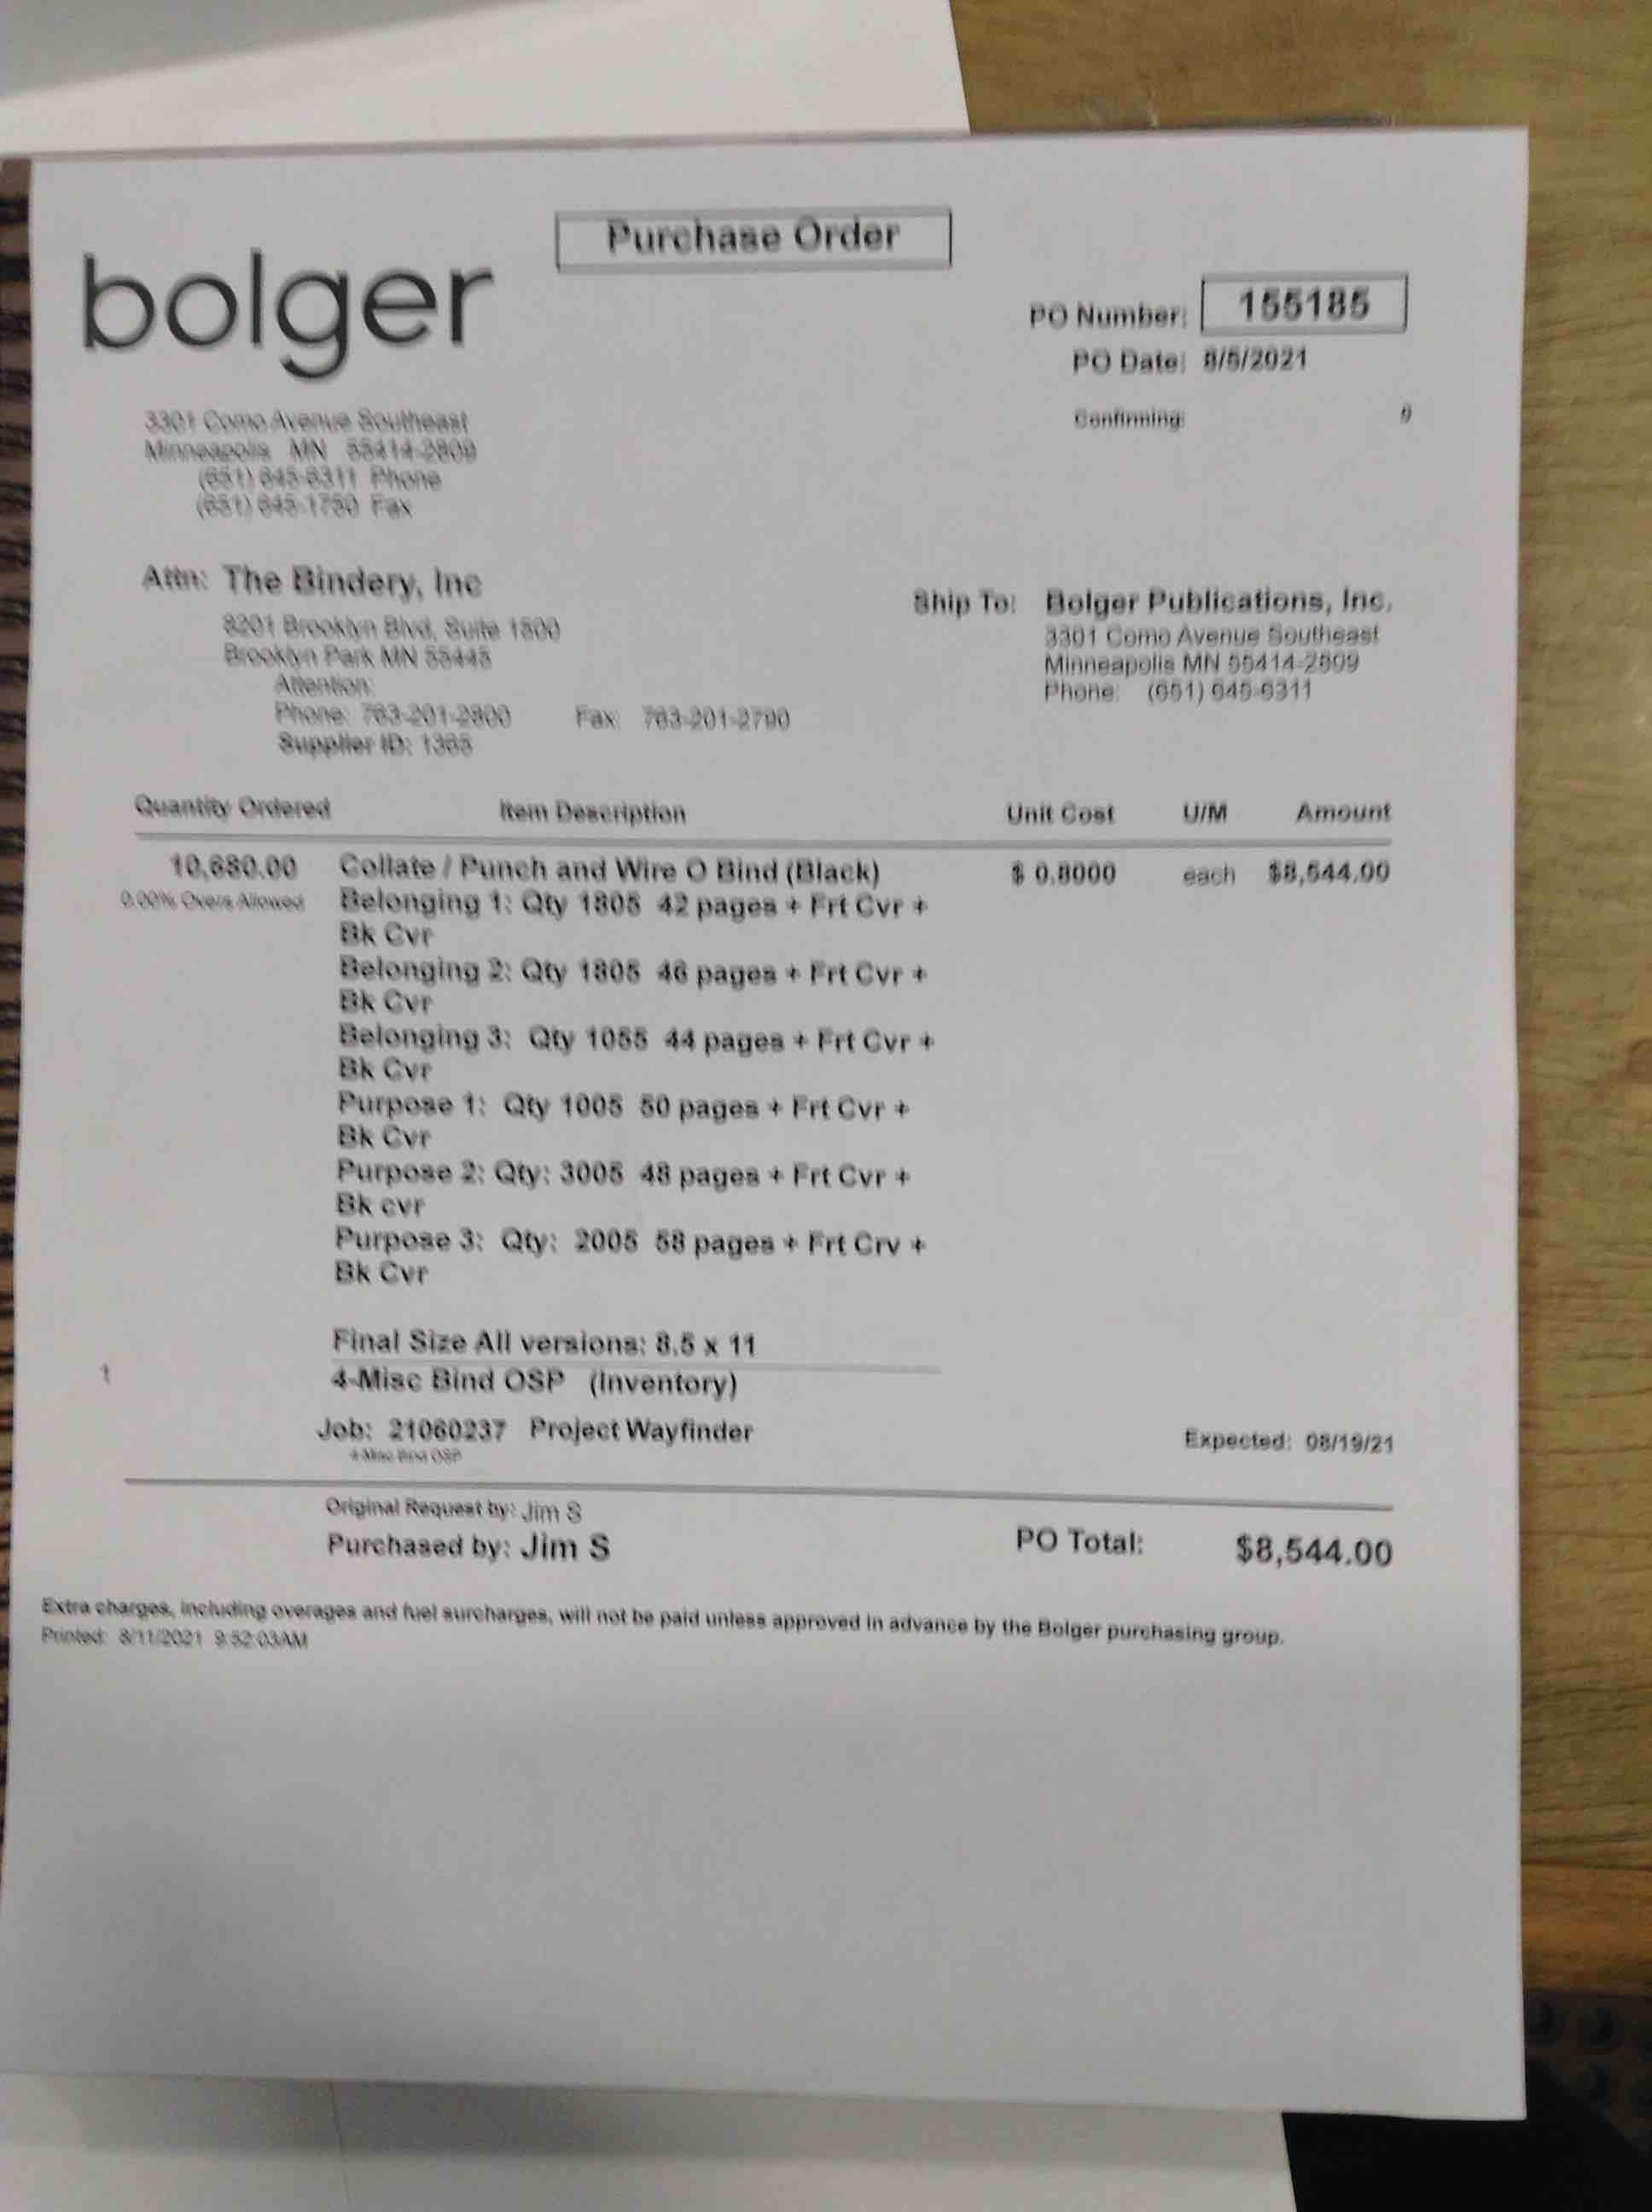 Purchase Order
bolger
PO Number: 155185
PO Date: 8/5/2021
Confirming: 0
3301 Como Avenue Southeast
Minneapolis MN 55414-2809
(651) 645-6311 Phone
(651) 645-1750 Fax
Attn: The Bindery, Inc
8201 Brooklyn Blvd, Suite 1500
Brooklyn Park MN 55445
Attention:
Phone: 763-201-2800 Fax: 763-201-2790
Supplier ID: 1365
Ship To: Bolger Publications, Inc.
3301 Como Avenue Southeast
Minneapolis MN 55414-2809
Phone: (651) 645-6311
Quantity Ordered Item Description Unit Cost U/M Amount
10,680.00 Collate / Punch and Wire O Bind (Black) $ 0.8000 each $8,544.00
0.00% Overs Allowed Belonging 1: Qty 1805 42 pages + Frt Cvr +
Bk Cvr
Belonging 2: Qty 1805 46 pages + Frt Cvr +
Bk Cvr
Belonging 3: Qty 1055 44 pages + Frt Cvr +
Bk Cvr
Purpose 1: Qty 1005 50 pages + Frt Cvr +
Bk Cvr
Purpose 2: Qty: 3005 48 pages + Frt Cvr +
Bk cvr
Purpose 3: Qty: 2005 58 pages + Frt Crv +
Bk Cvr
Final Size All versions: 8.5 x 11
1 4-Misc Bind OSP (Inventory)
Job: 21060237 Project Wayfinder Expected: 08/19/21
4-Misc Bind OSP
Original Request by: Jim S
Purchased by: Jim S PO Total: $8,544.00
Extra charges, including overages and fuel surcharges, will not be paid unless approved in advance by the Bolger purchasing group.
Printed: 8/11/2021 9:52:03AM